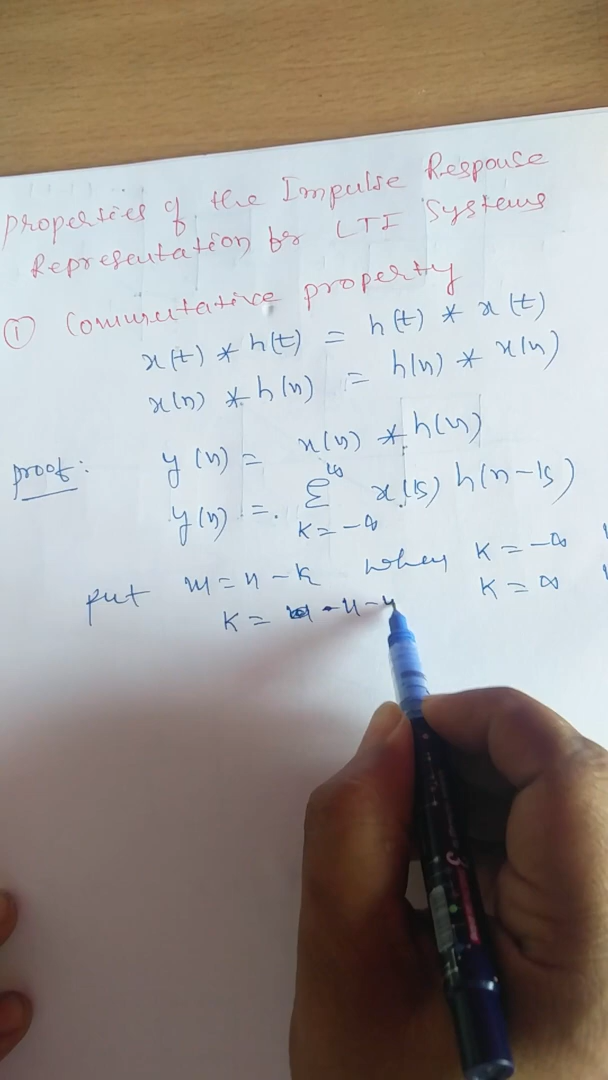 Properties of the Impulse Response
Representation for LTI Systems
① Commutative property
x(t) * h(t) = h(t) * x(t)
x(n) * h(n) = h(n) * x(n)
proof: y(n) = x(n) * h(n)
y(n) = ∞ Σ K = -∞ x(k) h(n-k)
put m = n - k when K = -∞
K = n -
K = ∞